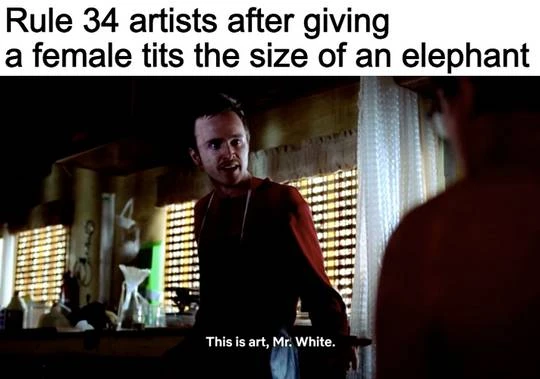 Rule 34 artists after giving
a female tits the size of an elephant
This is art, Mr. White.